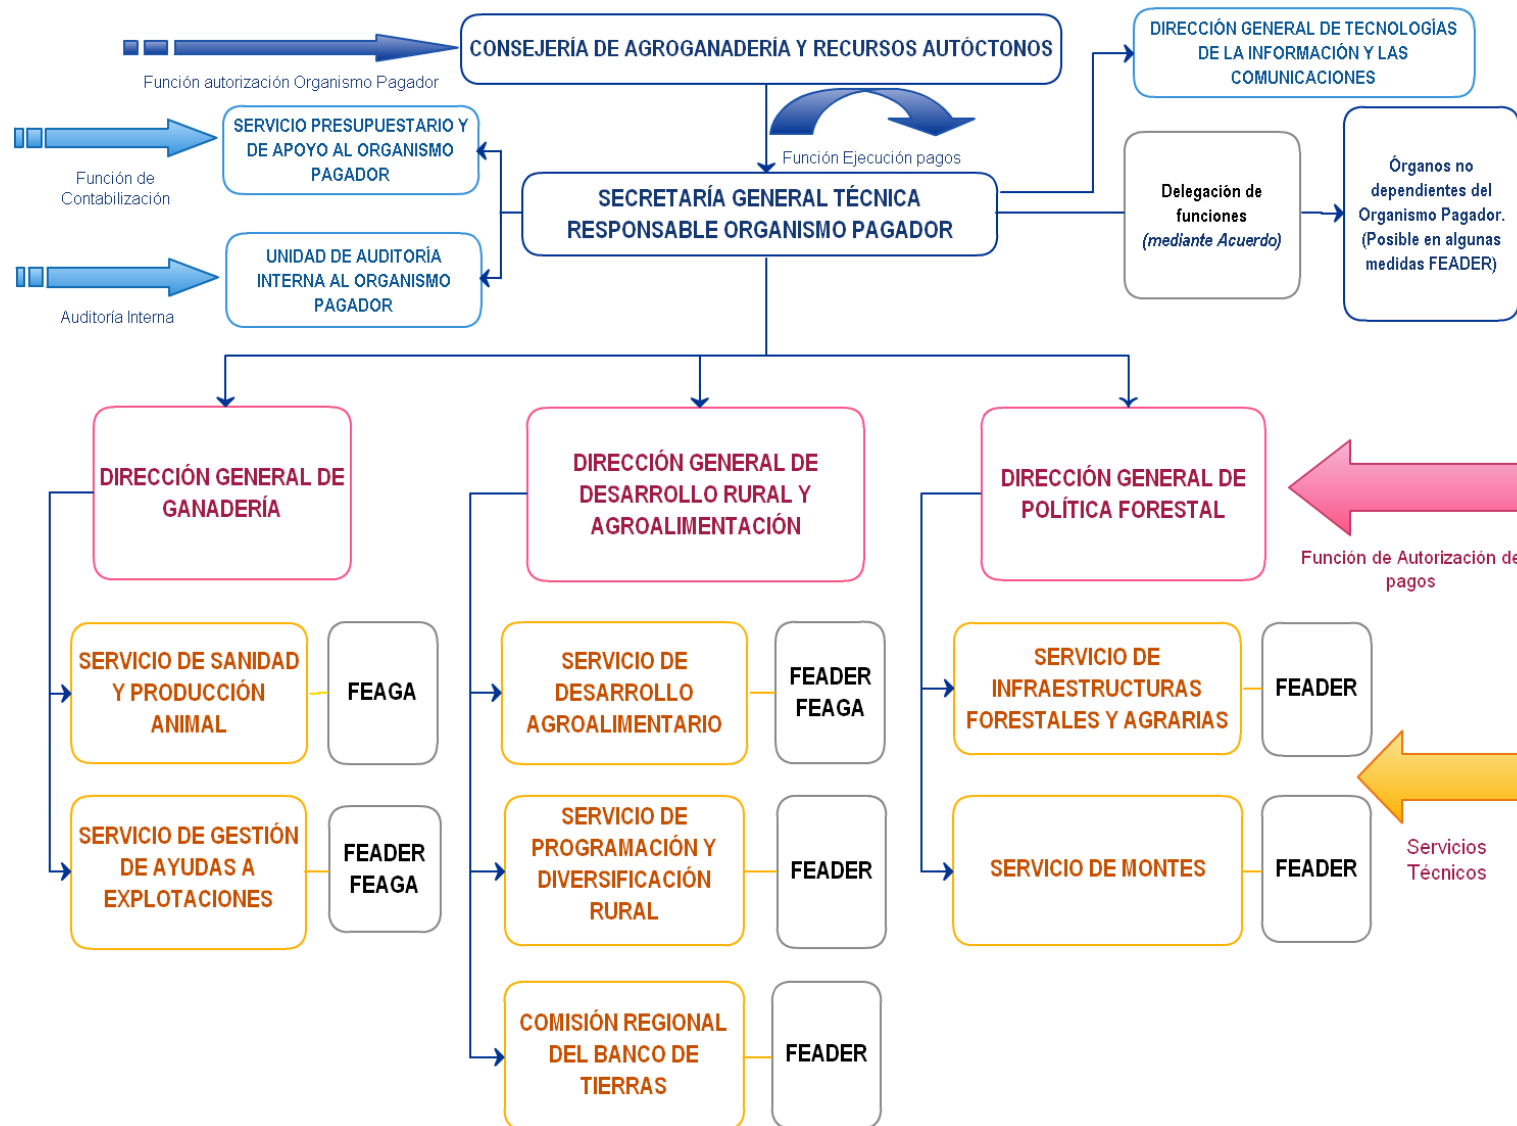 CONSEJERÍA DE AGROGANADERÍA Y RECURSOS AUTÓCTONOS
DIRECCIÓN GENERAL DE TECNOLOGÍAS
DE LA INFORMACIÓN Y LAS
COMUNICACIONES
Función autorización Organismo Pagador
SERVICIO PRESUPUESTARIO Y
DE APOYO AL ORGANISMO
PAGADOR
Función de
Contabilización
Función Ejecución pagos
SECRETARÍA GENERAL TÉCNICA
RESPONSABLE ORGANISMO PAGADOR
Delegación de
funciones
(mediante Acuerdo)
Órganos no
dependientes del
Organismo Pagador.
(Posible en algunas
medidas FEADER)
UNIDAD DE AUDITORÍA
INTERNA AL ORGANISMO
PAGADOR
Auditoría Interna
DIRECCIÓN GENERAL DE
GANADERÍA
DIRECCIÓN GENERAL DE
DESARROLLO RURAL Y
AGROALIMENTACIÓN
DIRECCIÓN GENERAL DE
POLÍTICA FORESTAL
Función de Autorización de
pagos
SERVICIO DE SANIDAD
Y PRODUCCIÓN
ANIMAL
FEAGA
SERVICIO DE
DESARROLLO
AGROALIMENTARIO
FEADER
FEAGA
SERVICIO DE
INFRAESTRUCTURAS
FORESTALES Y AGRARIAS
FEADER
SERVICIO DE GESTIÓN
DE AYUDAS A
EXPLOTACIONES
FEADER
FEAGA
SERVICIO DE
PROGRAMACIÓN Y
DIVERSIFICACIÓN
RURAL
FEADER
SERVICIO DE MONTES
FEADER
Servicios
Técnicos
COMISIÓN REGIONAL
DEL BANCO DE
TIERRAS
FEADER